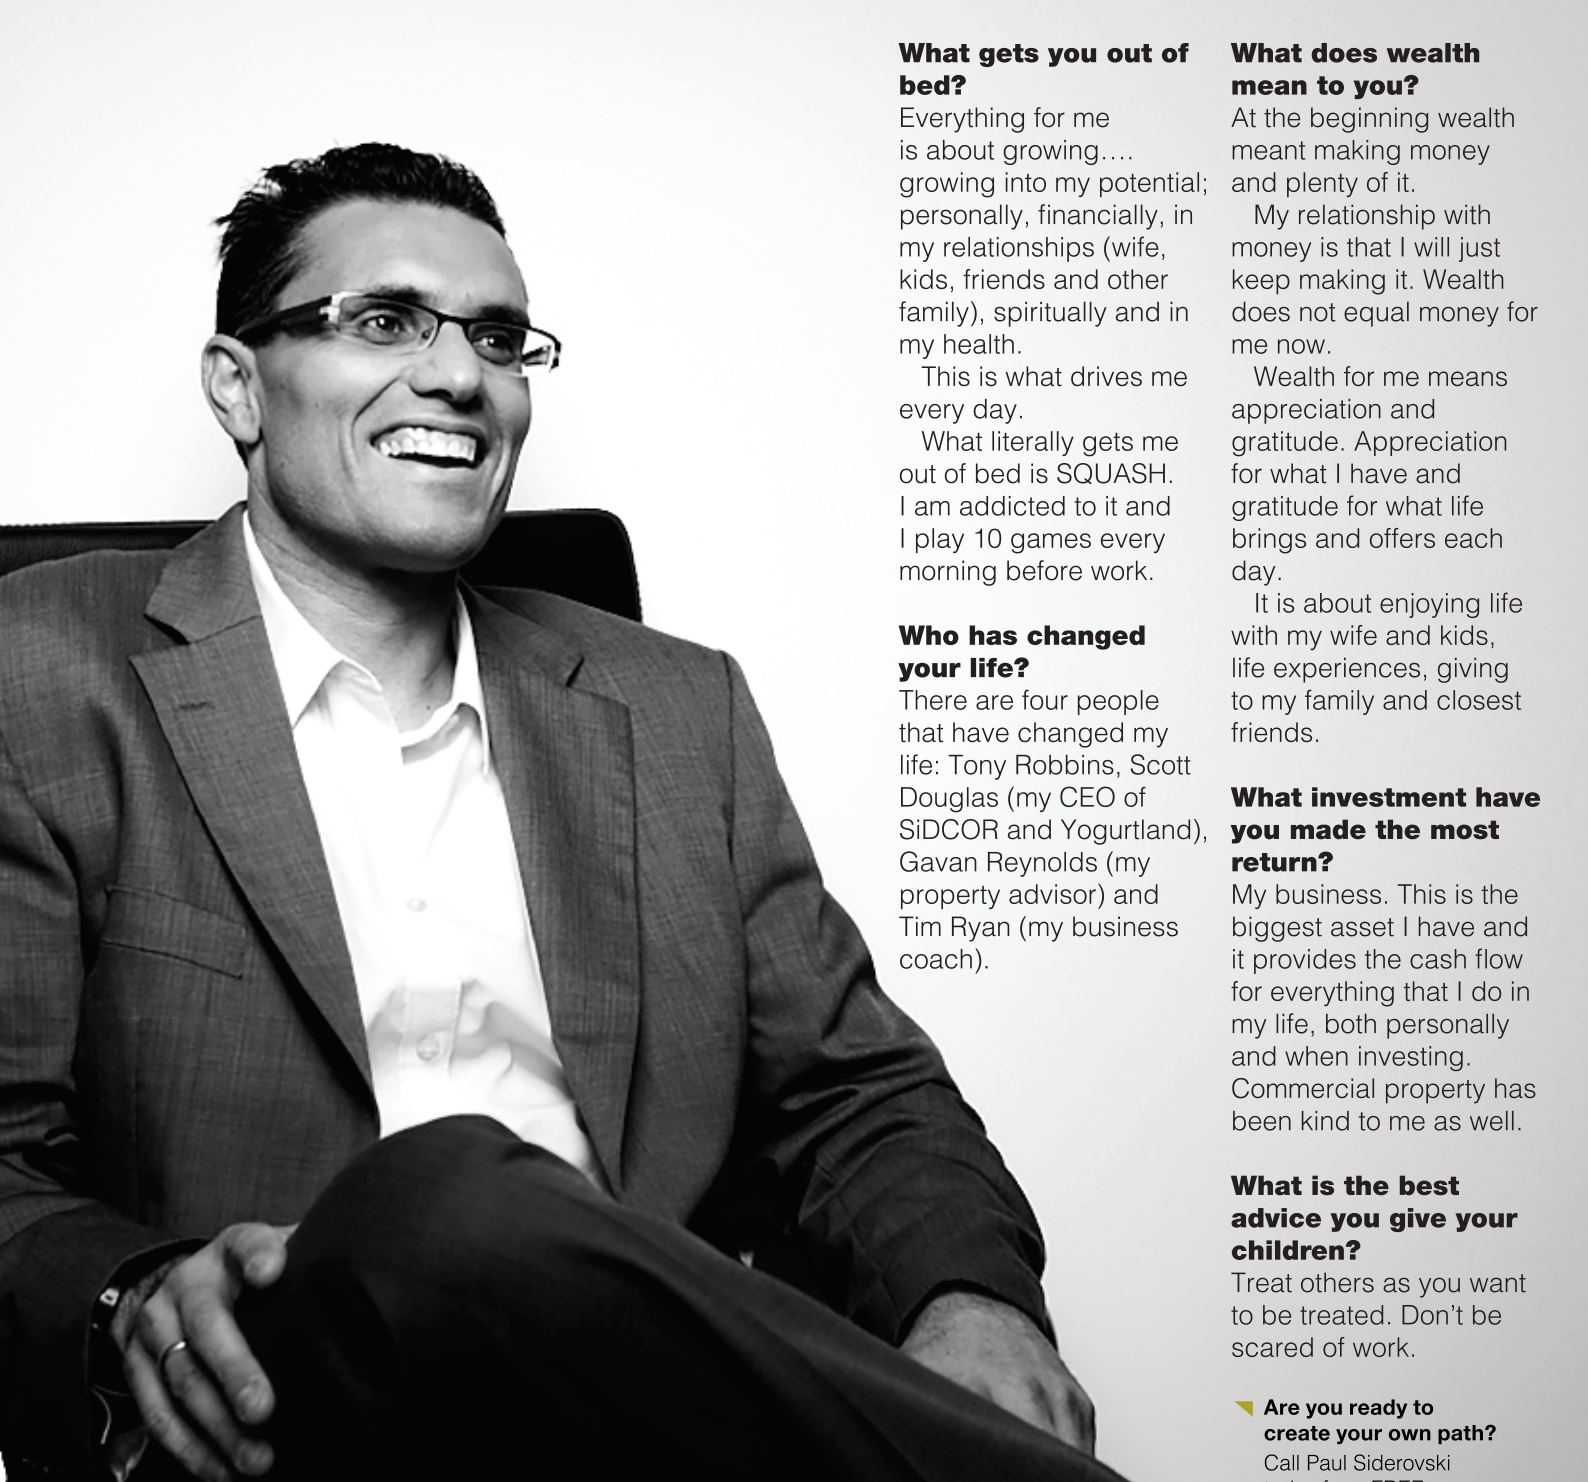 What gets you out of
bed?
Everything for me
is about growing....
growing into my potential;
personally, financially, in
my relationships (wife,
kids, friends and other
family), spiritually and in
my health.
This is what drives me
every day.
What literally gets me
out of bed is SQUASH.
I am addicted to it and
I play 10 games every
morning before work.
Who has changed
your life?
There are four people
that have changed my
life: Tony Robbins, Scott
Douglas (my CEO of
SiDCOR and Yogurtland),
Gavan Reynolds (my
property advisor) and
Tim Ryan (my business
coach).
What does wealth
mean to you?
At the beginning wealth
meant making money
and plenty of it.
My relationship with
money is that I will just
keep making it. Wealth
does not equal money for
me now.
Wealth for me means
appreciation and
gratitude. Appreciation
for what I have and
gratitude for what life
brings and offers each
day.
It is about enjoying life
with my wife and kids,
life experiences, giving
to my family and closest
friends.
What investment have
you made the most
return?
My business. This is the
biggest asset I have and
it provides the cash flow
for everything that I do in
my life, both personally
and when investing.
Commercial property has
been kind to me as well.
What is the best
advice you give your
children?
Treat others as you want
to be treated. Don't be
scared of work.
Are you ready to
create your own path?
Call Paul Siderovski